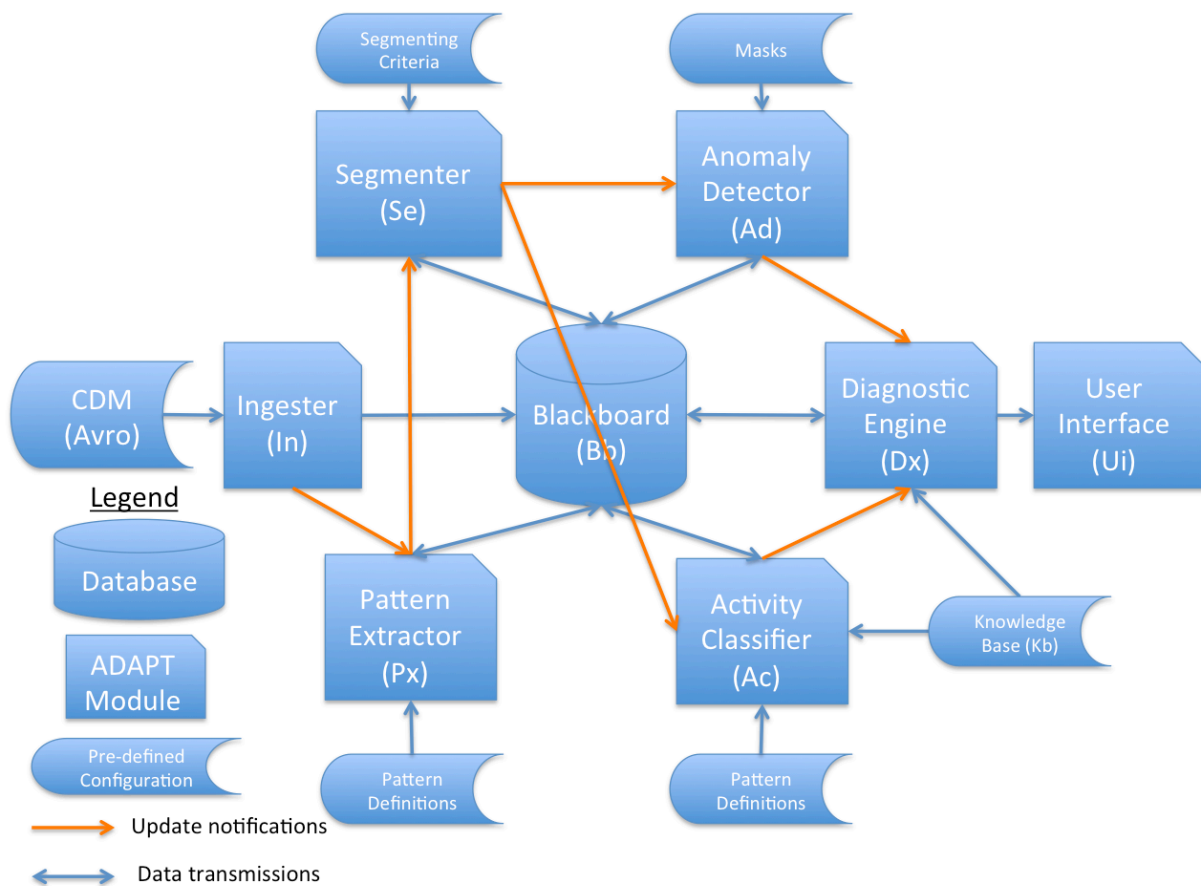 Segmenting
Criteria
Masks
Segmenter
(Se)
Anomaly
Detector
(Ad)
CDM
(Avro)
Ingester
(In)
Blackboard
(Bb)
Diagnostic
Engine
(Dx)
User
Interface
(Ui)
Legend
Database
ADAPT
Module
Pre-defined
Configuration
Update notifications
Data transmissions
Pattern
Extractor
(Px)
Activity
Classifier
(Ac)
Knowledge
Base (Kb)
Pattern
Definitions
Pattern
Definitions